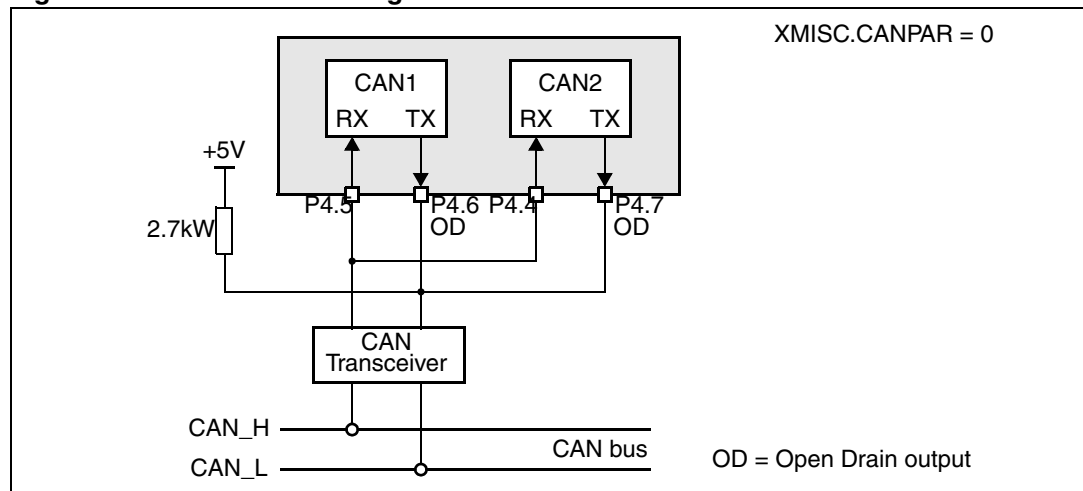 XMISC.CANPAR = 0
CAN1
CAN2
RX TX
RX TX
+5V
P4.5
P4.6
OD
P4.4
P4.7
OD
2.7kW
CAN
Transceiver
CAN_H
CAN bus
CAN_L
OD = Open Drain output